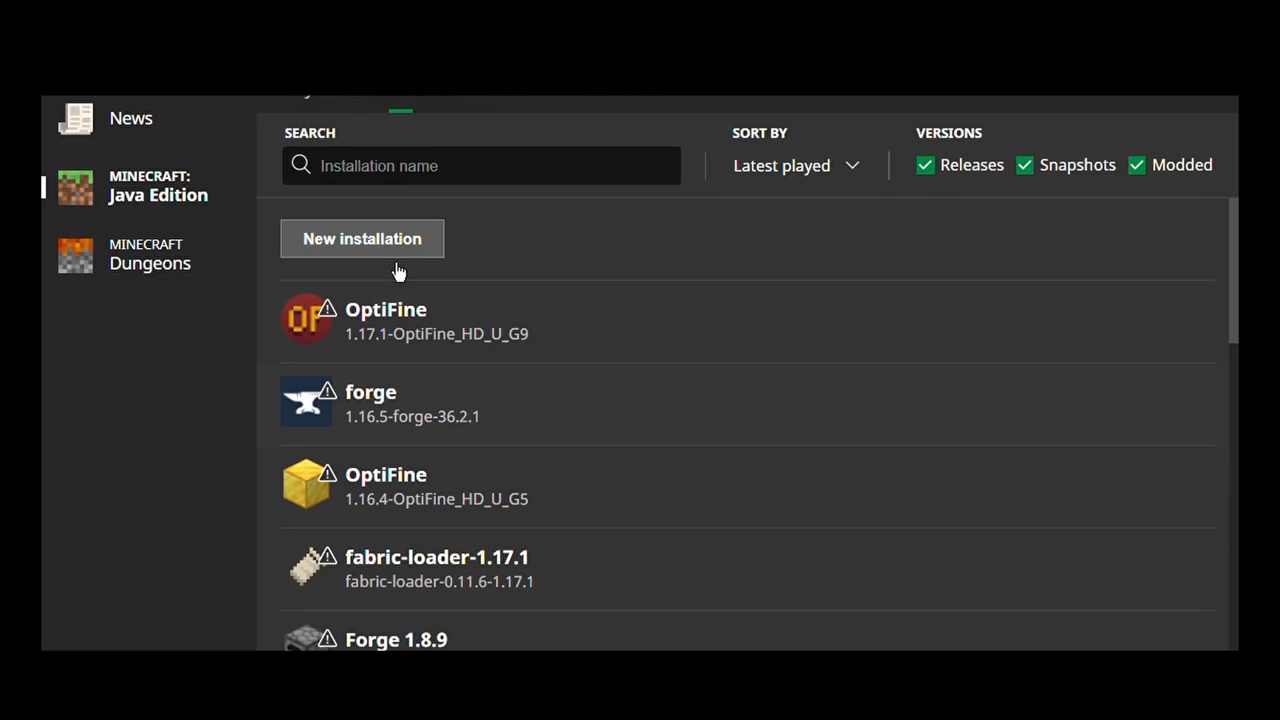 News
MINECRAFT:
Java Edition
MINECRAFT
Dungeons
SEARCH
Installation name
SORT BY
Latest played
VERSIONS
Releases
Snapshots
Modded
New installation
OF
OptiFine
1.17.1-OptiFine_HD_U_G9
forge
1.16.5-forge-36.2.1
OptiFine
1.16.4-OptiFine_HD_U_G5
fabric-loader-1.17.1
fabric-loader-0.11.6-1.17.1
Forge 1.8.9